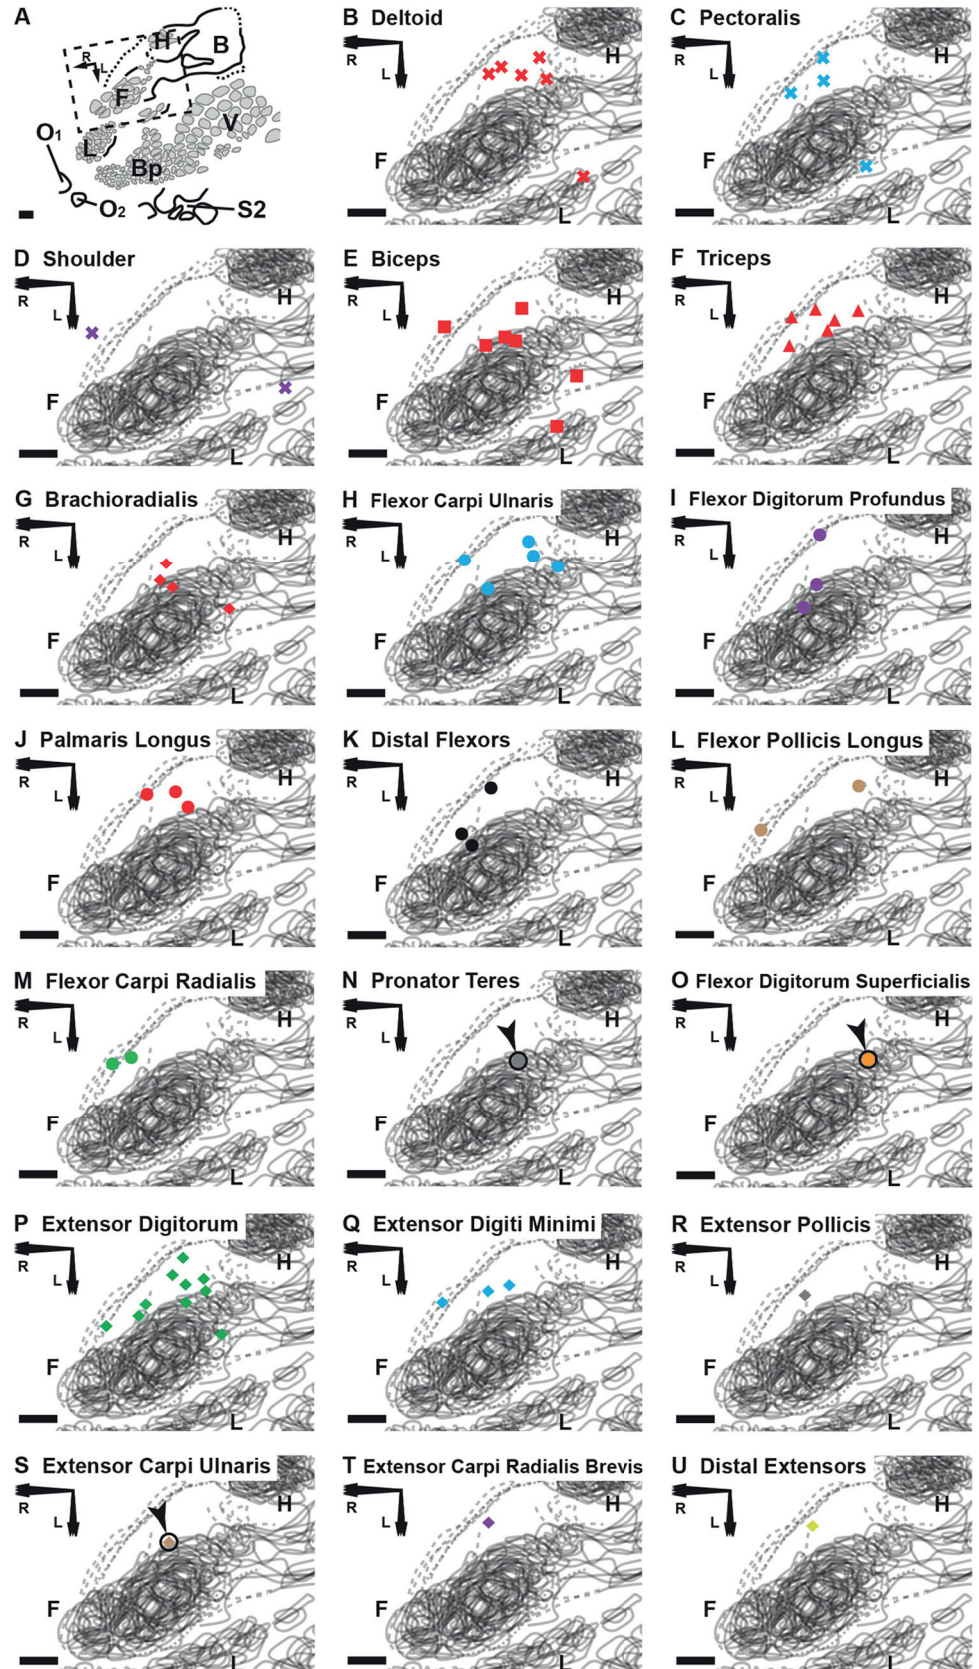 A
H
B
R
L
F
V
O1
L
Bp
O2
S2
B Deltoid
R
L
H
F
L
C Pectoralis
R
L
H
F
L
D Shoulder
R
L
H
F
L
E Biceps
R
L
H
F
L
F Triceps
R
L
H
F
L
G Brachioradialis
R
L
H
F
L
H Flexor Carpi Ulnaris
R
L
H
F
L
I Flexor Digitorum Profundus
R
L
H
F
L
J Palmaris Longus
R
L
H
F
L
K Distal Flexors
R
L
H
F
L
L Flexor Pollicis Longus
R
L
H
F
L
M Flexor Carpi Radialis
R
L
H
F
L
N Pronator Teres
R
L
H
F
L
O Flexor Digitorum Superficialis
R
L
H
F
L
P Extensor Digitorum
R
L
H
F
L
Q Extensor Digiti Minimi
R
L
H
F
L
R Extensor Pollicis
R
L
H
F
L
S Extensor Carpi Ulnaris
R
L
H
F
L
T Extensor Carpi Radialis Brevis
R
L
H
F
L
U Distal Extensors
R
L
H
F
L